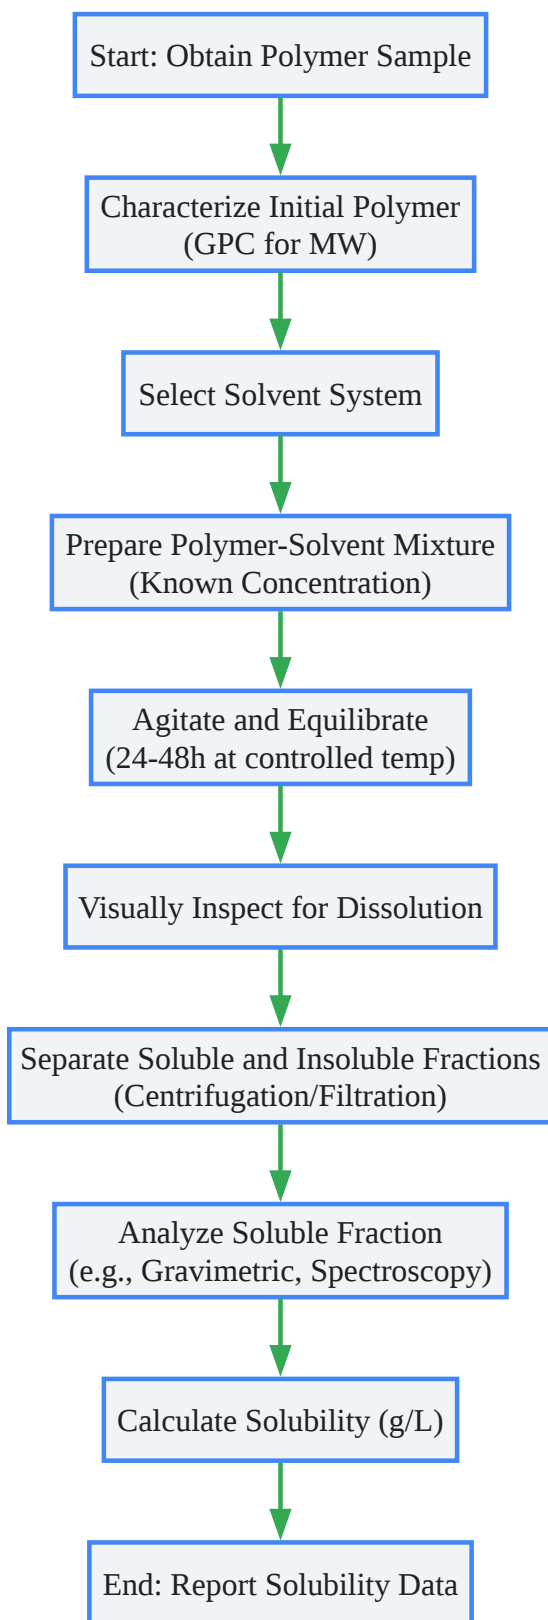 Start: Obtain Polymer Sample
Characterize Initial Polymer
(GPC for MW)
Select Solvent System
Prepare Polymer-Solvent Mixture
(Known Concentration)
Agitate and Equilibrate
(24-48h at controlled temp)
Visually Inspect for Dissolution
Separate Soluble and Insoluble Fractions
(Centrifugation/Filtration)
Analyze Soluble Fraction
(e.g., Gravimetric, Spectroscopy)
Calculate Solubility (g/L)
End: Report Solubility Data